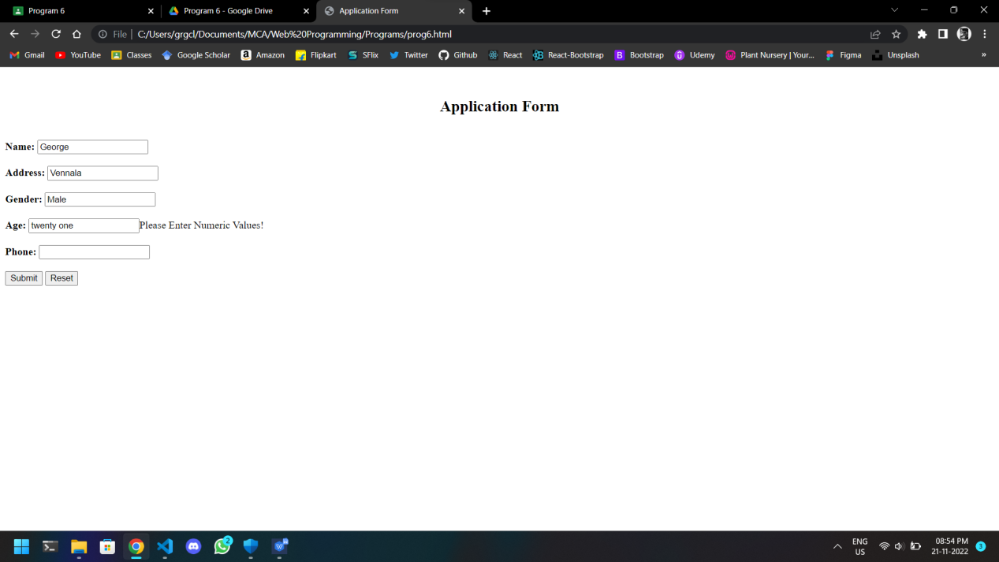 Program 6
Program 6 - Google Drive
Application Form
File | C:/Users/grgcl/Documents/MCA/Web%20Programming/Programs/prog6.html
Gmail YouTube Classes Google Scholar Amazon Flipkart SFlix Twitter Github React React-Bootstrap Bootstrap Udemy Plant Nursery | Your... Figma Unsplash »
Application Form
Name: George
Address: Vennala
Gender: Male
Age: twenty one Please Enter Numeric Values!
Phone:
Submit Reset
2
ENG
US
08:54 PM
21-11-2022
3